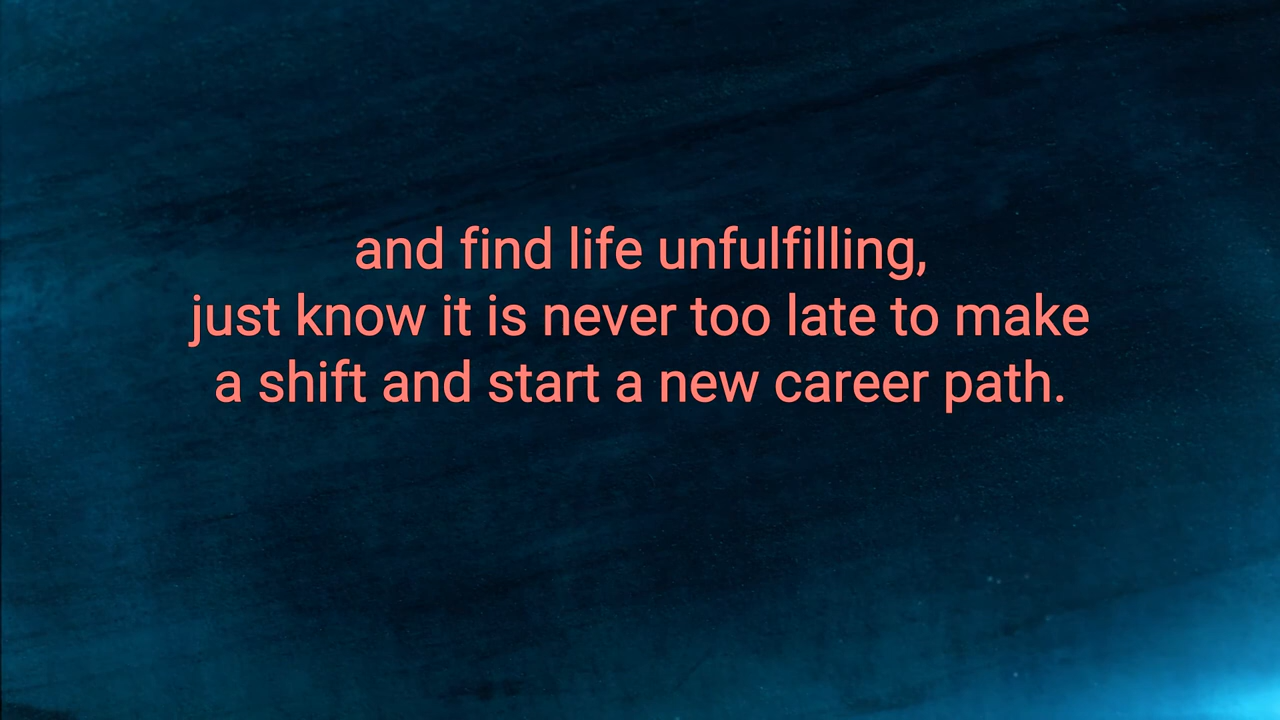 and find life unfulfilling,
just know it is never too late to make
a shift and start a new career path.